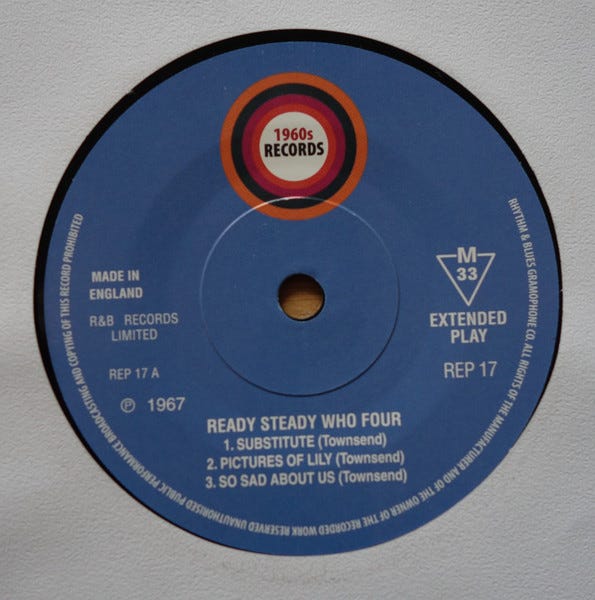 1960s
RECORDS
MADE IN
ENGLAND
R&B RECORDS
LIMITED
REP 17 A
℗ 1967
M
33
EXTENDED
PLAY
REP 17
READY STEADY WHO FOUR
1. SUBSTITUTE (Townsend)
2. PICTURES OF LILY (Townsend)
3. SO SAD ABOUT US (Townsend)
RHYTHM & BLUES GRAMOPHONE CO. ALL RIGHTS OF THE MANUFACTURER AND OF THE OWNER OF THE RECORDED WORK RESERVED UNAUTHORISED PUBLIC PERFORMANCE BROADCASTING AND COPYING OF THIS RECORD PROHIBITED